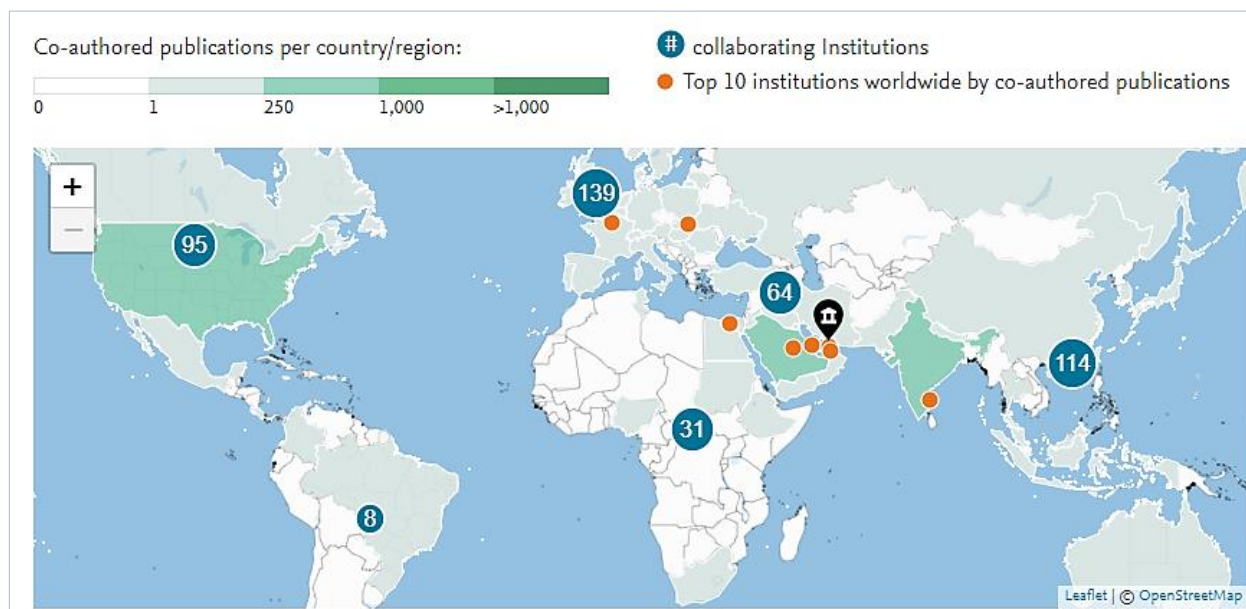 Co-authored publications per country/region:
0 1 250 1,000 >1,000
# collaborating Institutions
Top 10 institutions worldwide by co-authored publications
+
−
139
95
64
114
31
8
Leaflet | © OpenStreetMap